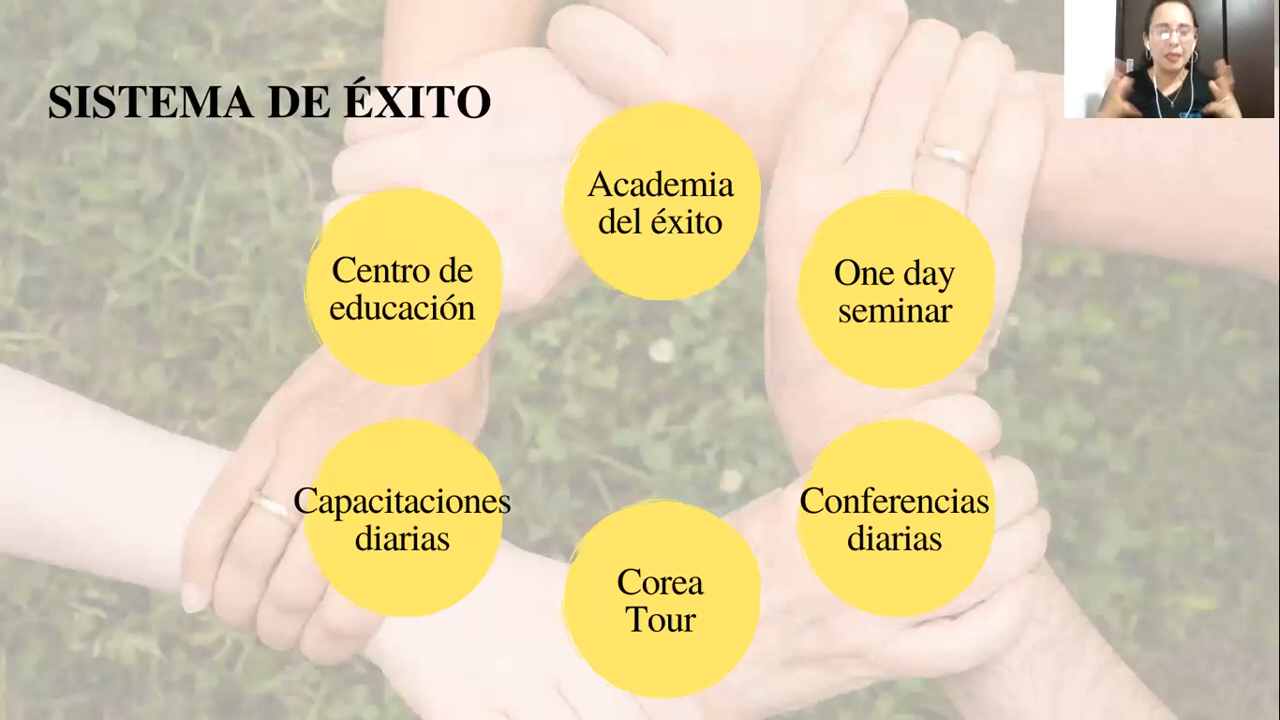 SISTEMA DE ÉXITO
Academia
del éxito
Centro de
educación
One day
seminar
Capacitaciones
diarias
Conferencias
diarias
Corea
Tour